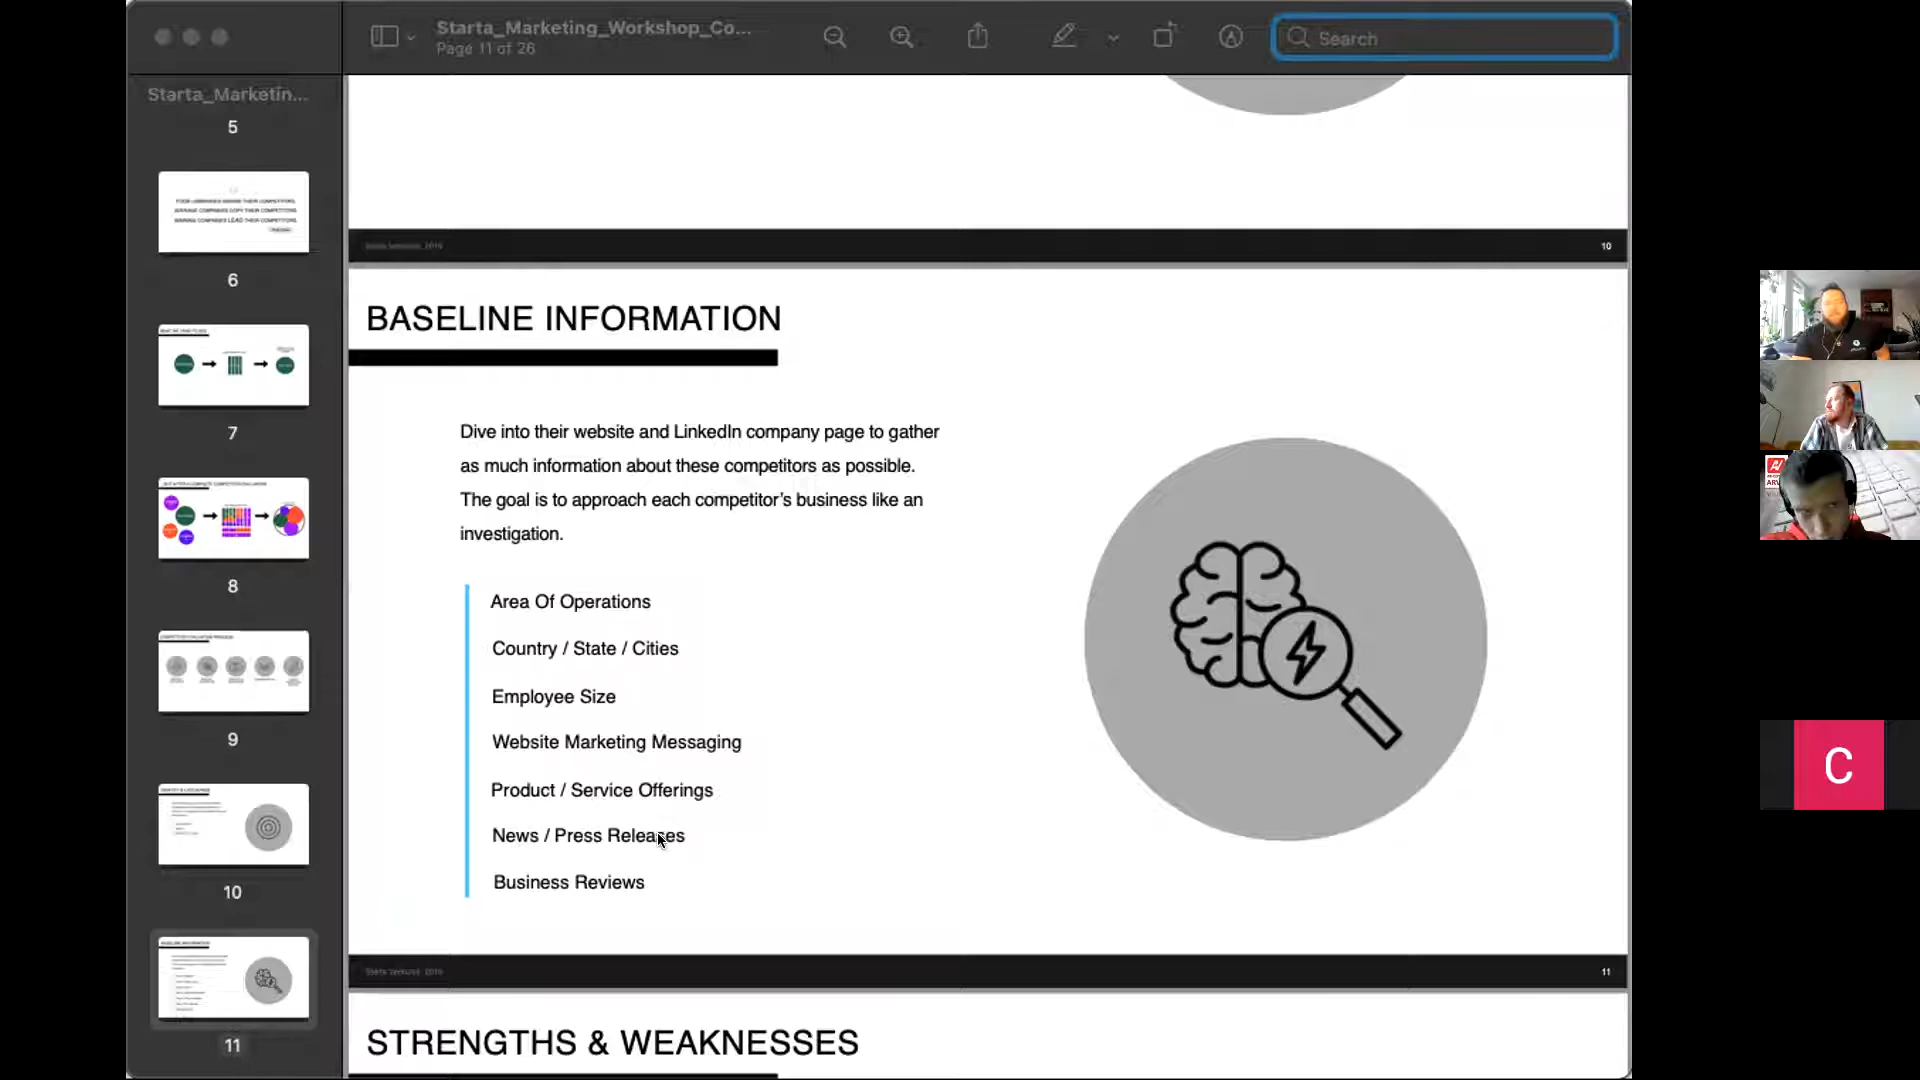 Starta_Marketing_Workshop_Co...
Page 11 of 26
Search
Starta_Marketin...
5
6
7
8
9
10
11
10
BASELINE INFORMATION
Dive into their website and LinkedIn company page to gather
as much information about these competitors as possible.
The goal is to approach each competitor's business like an
investigation.
Area Of Operations
Country / State / Cities
Employee Size
Website Marketing Messaging
Product / Service Offerings
News / Press Releases
Business Reviews
11
STRENGTHS & WEAKNESSES
C